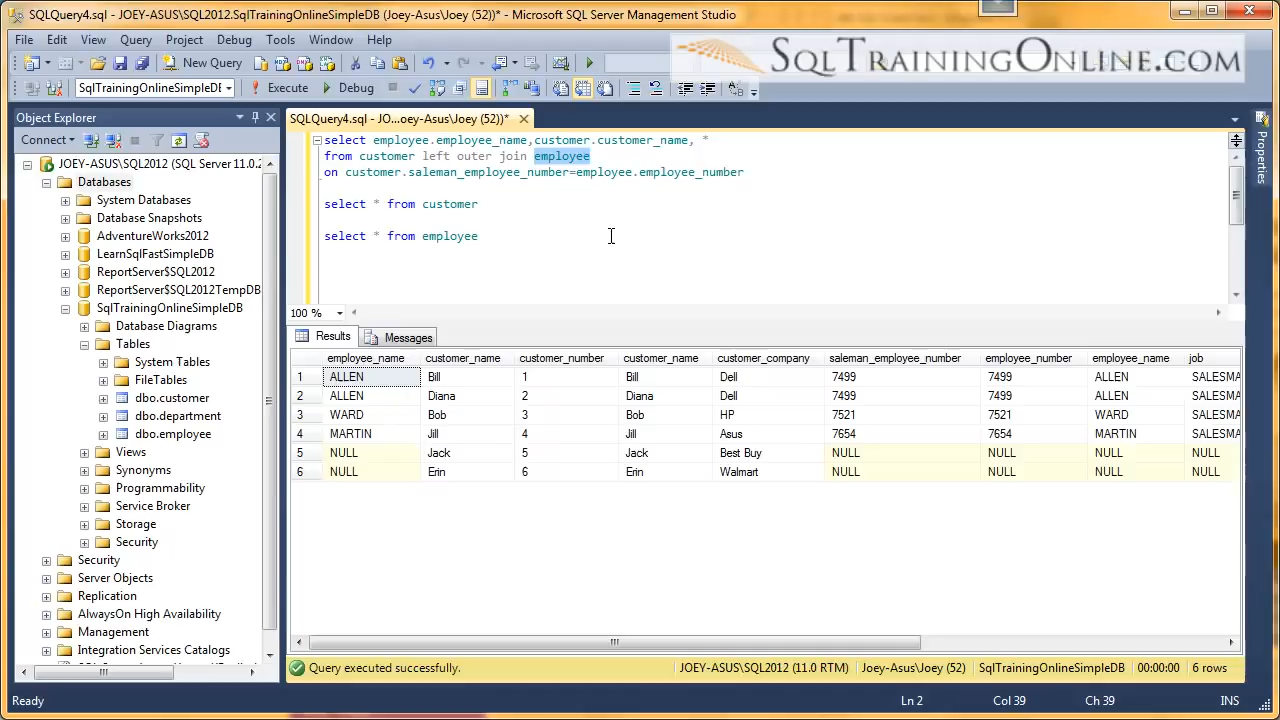 SQLQuery4.sql - JOEY-ASUS\SQL2012.SqlTrainingOnlineSimpleDB (Joey-Asus\Joey (52))* - Microsoft SQL Server Management Studio
File Edit View Query Project Debug Tools Window Help
SQLTRAININGONLINE.COM
New Query
SqlTrainingOnlineSimpleDE Execute Debug
Object Explorer
Connect
JOEY-ASUS\SQL2012 (SQL Server 11.0.2
Databases
System Databases
Database Snapshots
AdventureWorks2012
LearnSqlFastSimpleDB
ReportServer$SQL2012
ReportServer$SQL2012TempDB
SqlTrainingOnlineSimpleDB
Database Diagrams
Tables
System Tables
FileTables
dbo.customer
dbo.department
dbo.employee
Views
Synonyms
Programmability
Service Broker
Storage
Security
Security
Server Objects
Replication
AlwaysOn High Availability
Management
Integration Services Catalogs
SQLQuery4.sql - JO...oey-Asus\Joey (52))*
select employee.employee_name,customer.customer_name, *
from customer left outer join employee
on customer.saleman_employee_number=employee.employee_number
select * from customer
select * from employee
100 %
Results Messages
employee_name customer_name customer_number customer_name customer_company saleman_employee_number employee_number employee_name job
1 ALLEN Bill 1 Bill Dell 7499 7499 ALLEN SALESMA
2 ALLEN Diana 2 Diana Dell 7499 7499 ALLEN SALESMA
3 WARD Bob 3 Bob HP 7521 7521 WARD SALESMA
4 MARTIN Jill 4 Jill Asus 7654 7654 MARTIN SALESMA
5 NULL Jack 5 Jack Best Buy NULL NULL NULL NULL
6 NULL Erin 6 Erin Walmart NULL NULL NULL NULL
Query executed successfully. JOEY-ASUS\SQL2012 (11.0 RTM) Joey-Asus\Joey (52) SqlTrainingOnlineSimpleDB 00:00:00 6 rows
Properties
Ready Ln 2 Col 39 Ch 39 INS